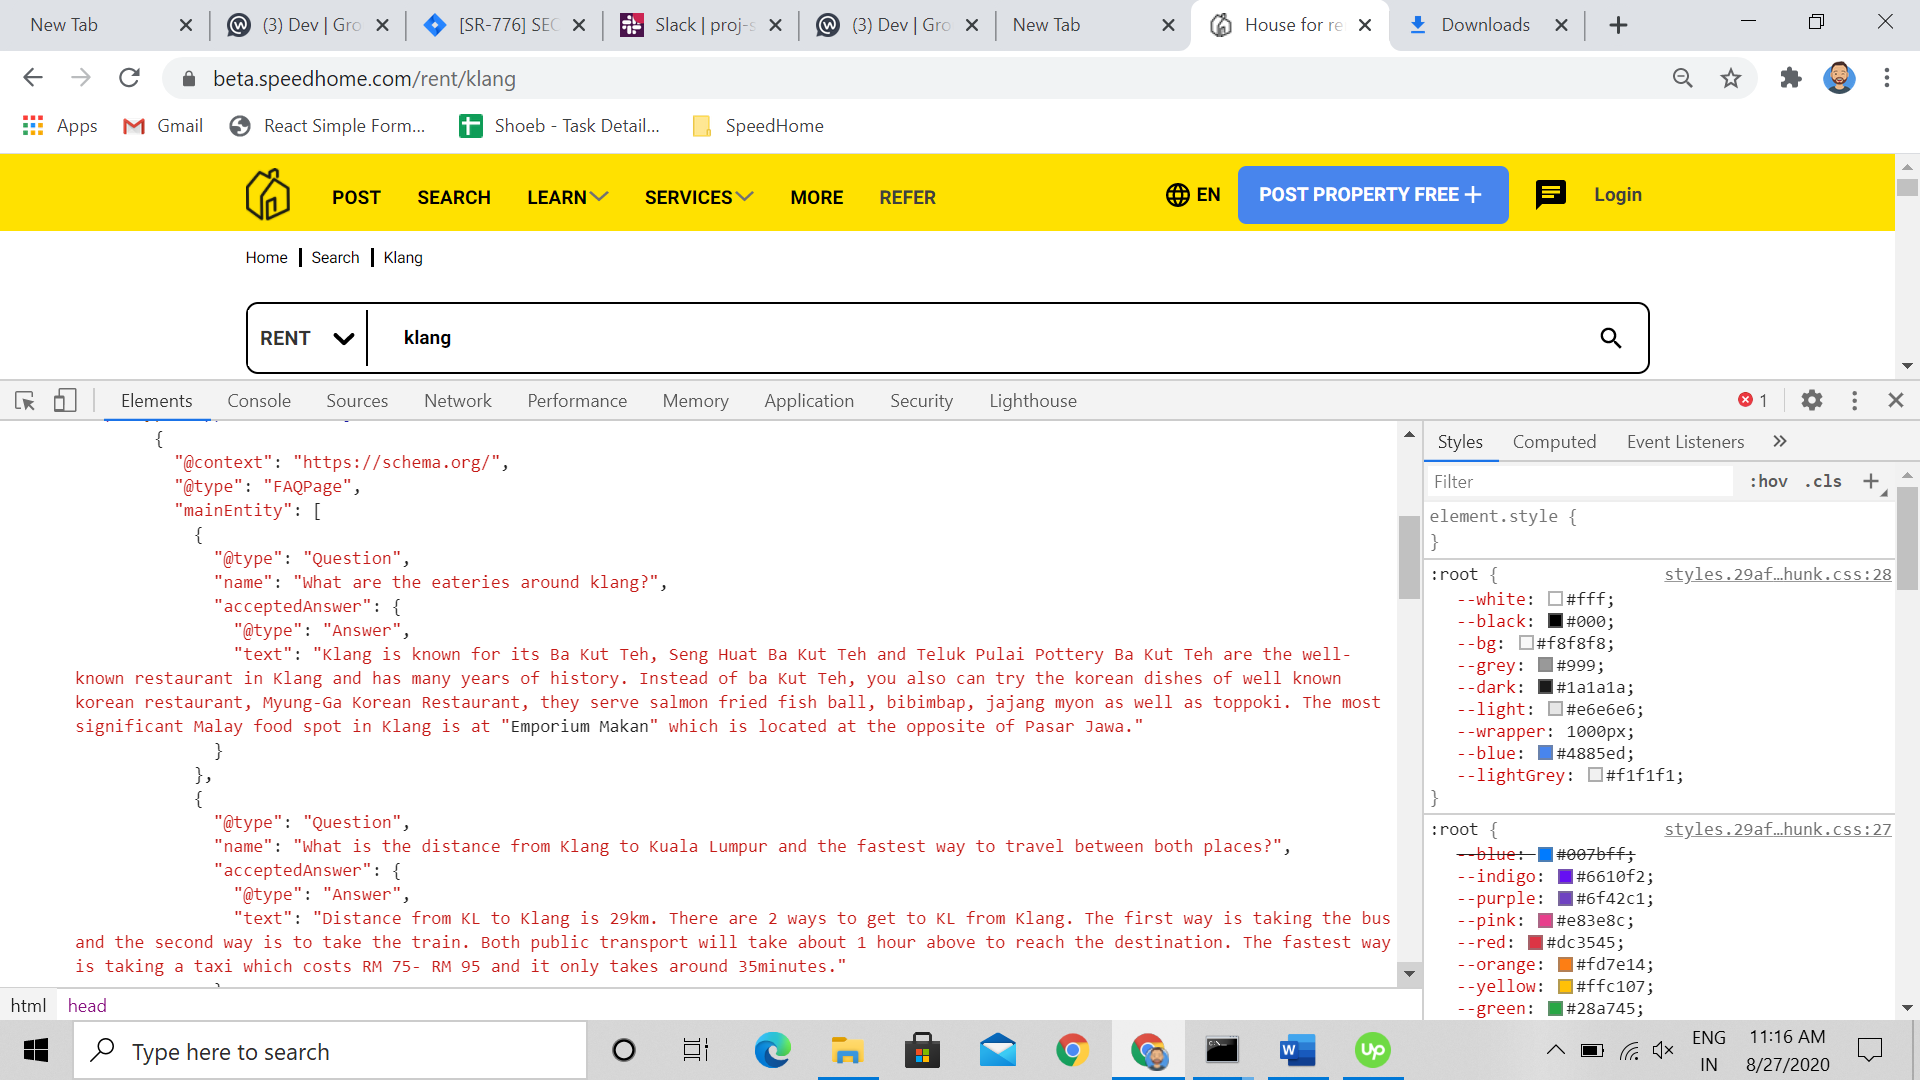 New Tab
(3) Dev | Gro
[SR-776] SEC
Slack | proj-s
(3) Dev | Gro
New Tab
House for re
Downloads
beta.speedhome.com/rent/klang
Apps
Gmail
React Simple Form...
Shoeb - Task Detail...
SpeedHome
POST
SEARCH
LEARN
SERVICES
MORE
REFER
EN
POST PROPERTY FREE +
Login
Home | Search | Klang
RENT
klang
Elements
Console
Sources
Network
Performance
Memory
Application
Security
Lighthouse
1
{
"@context": "https://schema.org/",
"@type": "FAQPage",
"mainEntity": [
{
"@type": "Question",
"name": "What are the eateries around klang?",
"acceptedAnswer": {
"@type": "Answer",
"text": "Klang is known for its Ba Kut Teh, Seng Huat Ba Kut Teh and Teluk Pulai Pottery Ba Kut Teh are the well-
known restaurant in Klang and has many years of history. Instead of ba Kut Teh, you also can try the korean dishes of well known
korean restaurant, Myung-Ga Korean Restaurant, they serve salmon fried fish ball, bibimbap, jajang myon as well as toppoki. The most
significant Malay food spot in Klang is at "Emporium Makan" which is located at the opposite of Pasar Jawa."
}
},
{
"@type": "Question",
"name": "What is the distance from Klang to Kuala Lumpur and the fastest way to travel between both places?",
"acceptedAnswer": {
"@type": "Answer",
"text": "Distance from KL to Klang is 29km. There are 2 ways to get to KL from Klang. The first way is taking the bus
and the second way is to take the train. Both public transport will take about 1 hour above to reach the destination. The fastest way
is taking a taxi which costs RM 75- RM 95 and it only takes around 35minutes."
html head
Styles
Computed
Event Listeners
Filter
:hov .cls +
element.style {
}
:root { styles.29af…hunk.css:28
--white: #fff;
--black: #000;
--bg: #f8f8f8;
--grey: #999;
--dark: #1a1a1a;
--light: #e6e6e6;
--wrapper: 1000px;
--blue: #4885ed;
--lightGrey: #f1f1f1;
}
:root { styles.29af…hunk.css:27
--blue: #007bff;
--indigo: #6610f2;
--purple: #6f42c1;
--pink: #e83e8c;
--red: #dc3545;
--orange: #fd7e14;
--yellow: #ffc107;
--green: #28a745;
Type here to search
ENG
IN
11:16 AM
8/27/2020